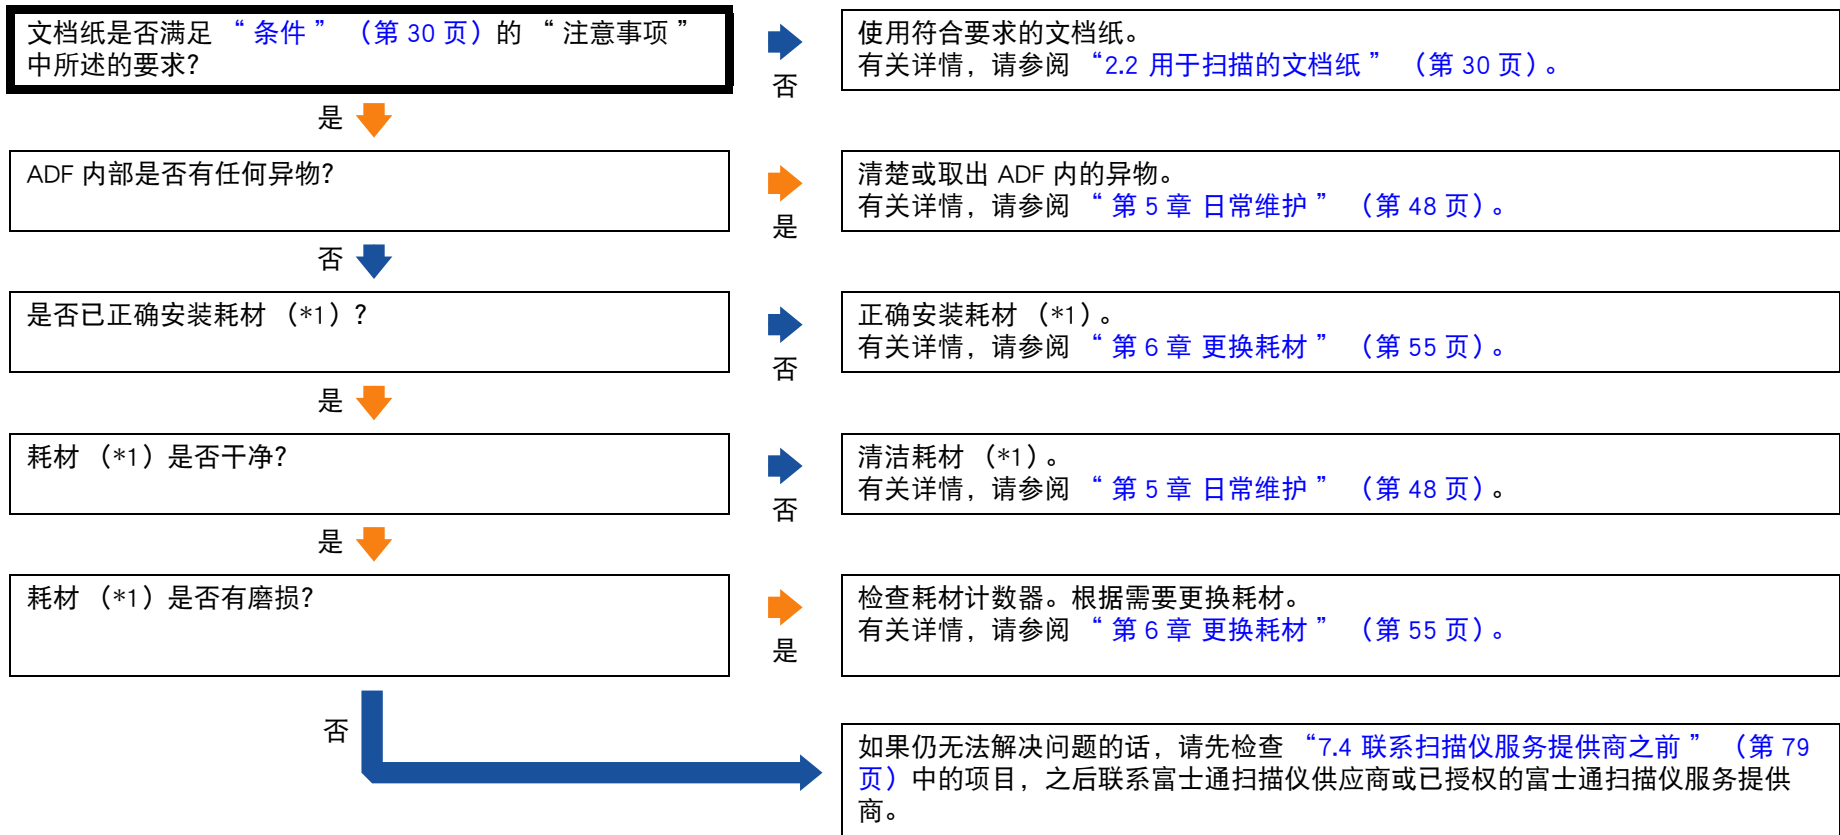 文档纸是否满足 “ 条件 ” （第 30 页）的 “ 注意事项 ”
中所述的要求？
否
使用符合要求的文档纸。
有关详情，请参阅 “2.2 用于扫描的文档纸 ” （第 30 页）。
是
ADF 内部是否有任何异物？
是
清楚或取出 ADF 内的异物。
有关详情，请参阅 “ 第 5 章 日常维护 ” （第 48 页）。
否
是否已正确安装耗材 （*1）？
否
正确安装耗材 （*1）。
有关详情，请参阅 “ 第 6 章 更换耗材 ” （第 55 页）。
是
耗材 （*1）是否干净？
否
清洁耗材 （*1）。
有关详情，请参阅 “ 第 5 章 日常维护 ” （第 48 页）。
是
耗材 （*1）是否有磨损？
是
检查耗材计数器。根据需要更换耗材。
有关详情，请参阅 “ 第 6 章 更换耗材 ” （第 55 页）。
否
如果仍无法解决问题的话，请先检查 “7.4 联系扫描仪服务提供商之前 ” （第 79
页）中的项目，之后联系富士通扫描仪供应商或已授权的富士通扫描仪服务提供
商。